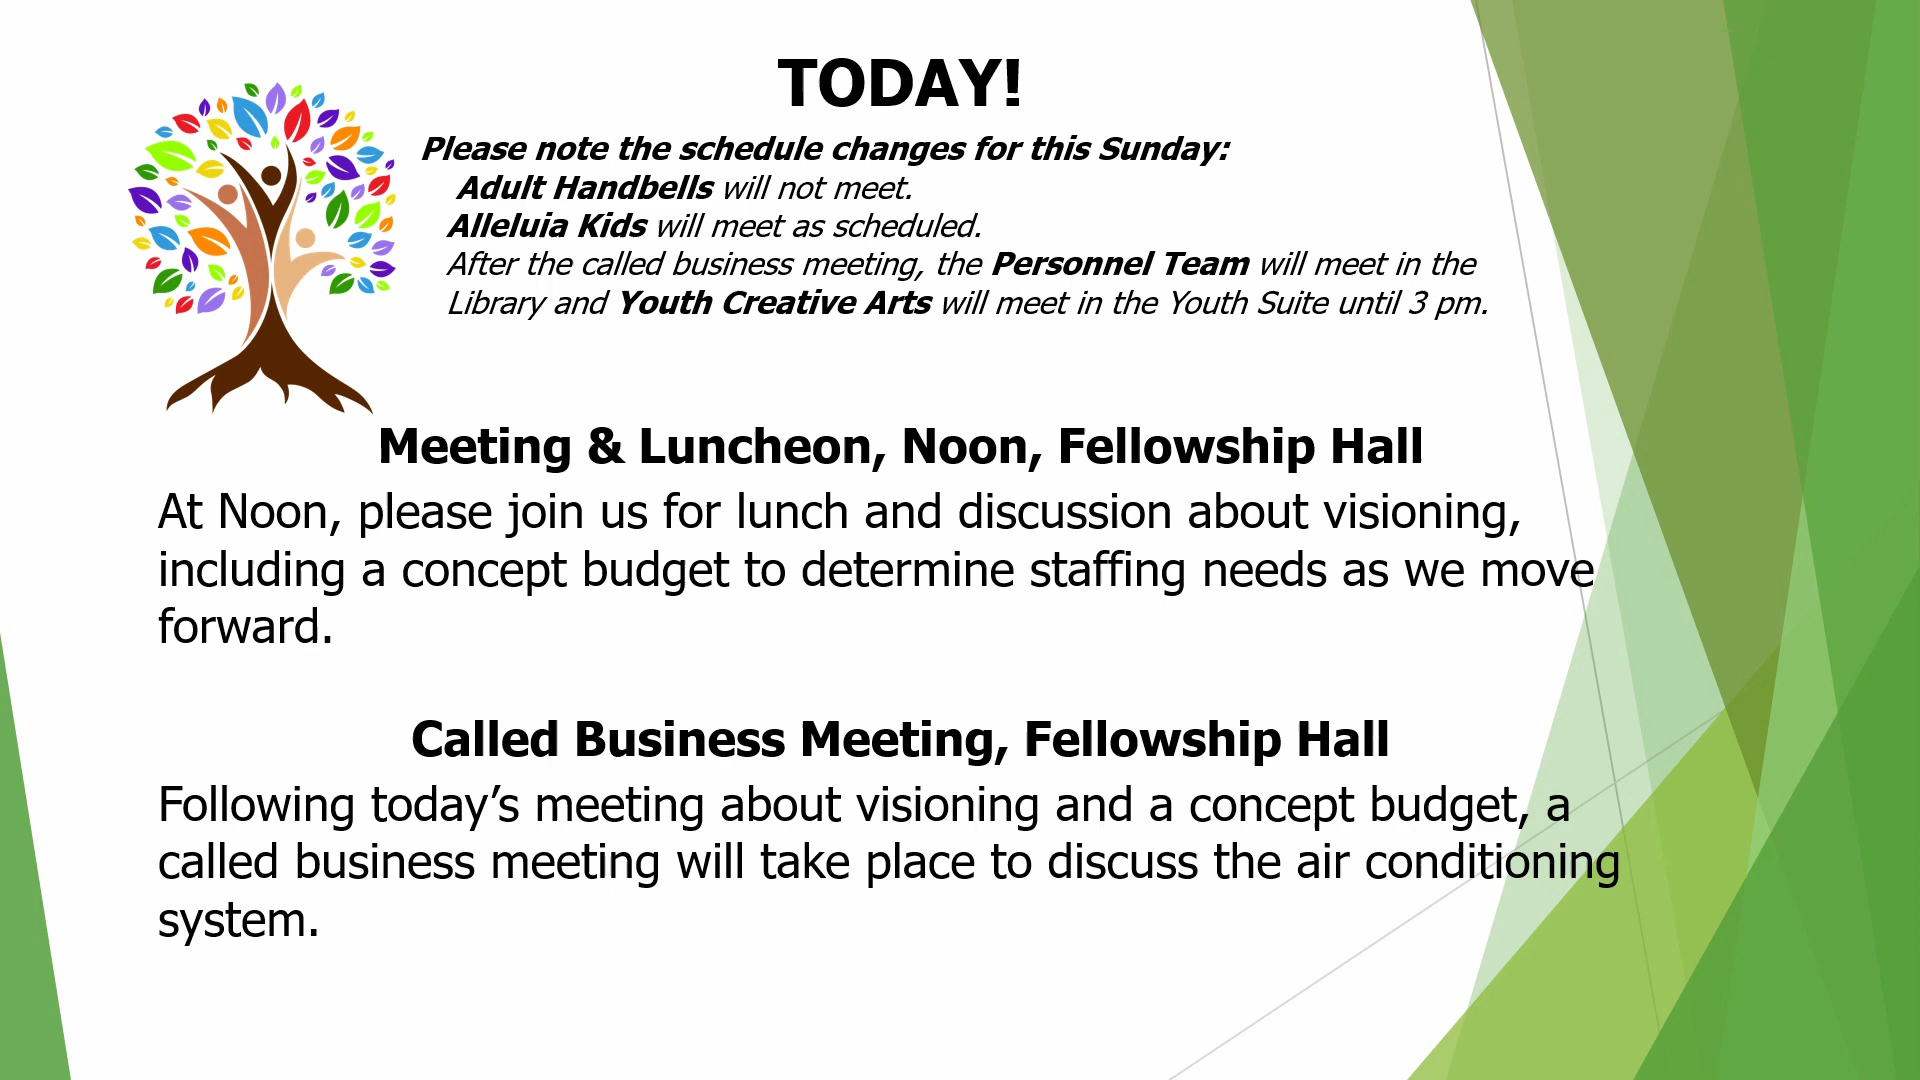 TODAY!
Please note the schedule changes for this Sunday:
Adult Handbells will not meet.
Alleluia Kids will meet as scheduled.
After the called business meeting, the Personnel Team will meet in the
Library and Youth Creative Arts will meet in the Youth Suite until 3 pm.
Meeting & Luncheon, Noon, Fellowship Hall
At Noon, please join us for lunch and discussion about visioning,
including a concept budget to determine staffing needs as we move
forward.
Called Business Meeting, Fellowship Hall
Following today’s meeting about visioning and a concept budget, a
called business meeting will take place to discuss the air conditioning
system.